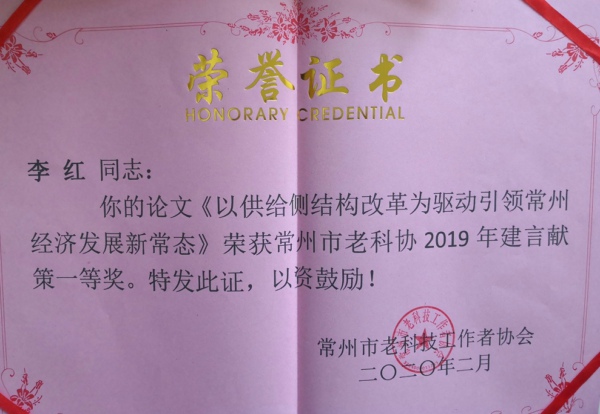 荣誉证书
HONORARY CREDENTIAL
李红 同志：
你的论文《以供给侧结构改革为驱动引领常州
经济发展新常态》荣获常州市老科协2019年建言献
策一等奖。特发此证，以资鼓励！
常州市老科技工作者协会
二〇二〇年二月